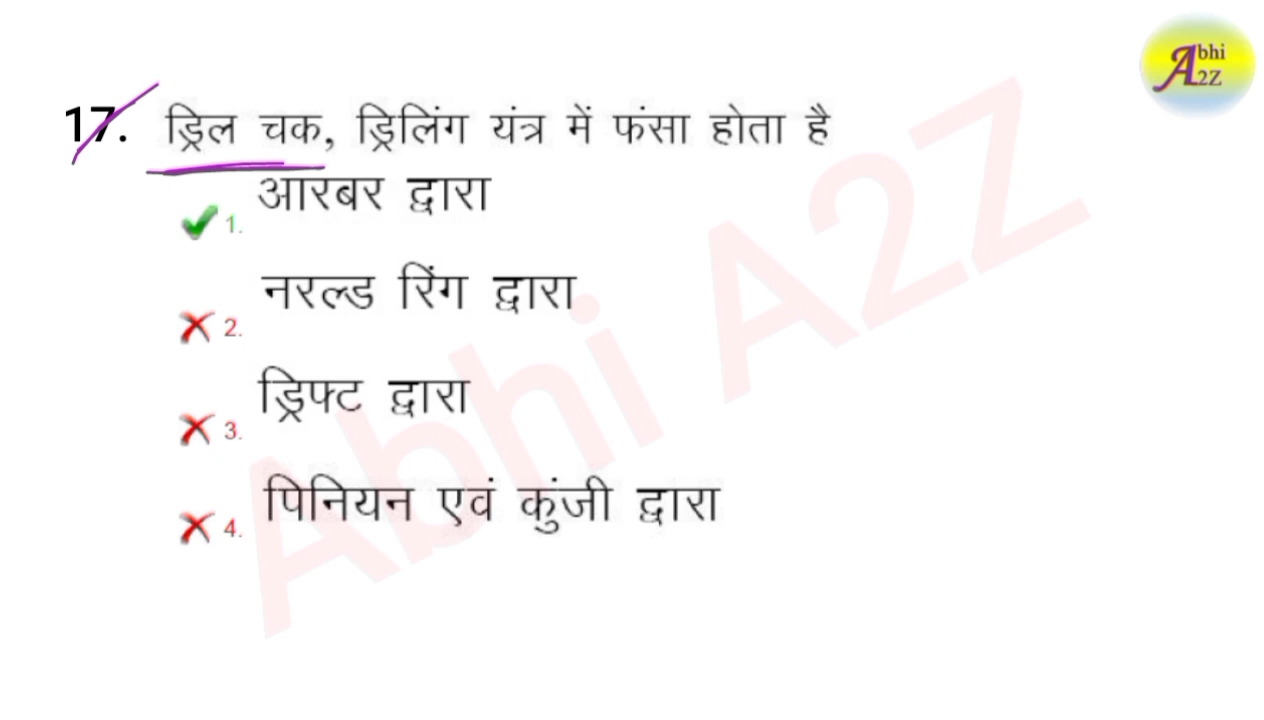 Abhi
A2Z
17. ड्रिल चक, ड्रिलिंग यंत्र में फंसा होता है
1. आरबर द्वारा
2. नरल्ड रिंग द्वारा
3. ड्रिफ्ट द्वारा
4. पिनियन एवं कुंजी द्वारा
Abhi A2Z